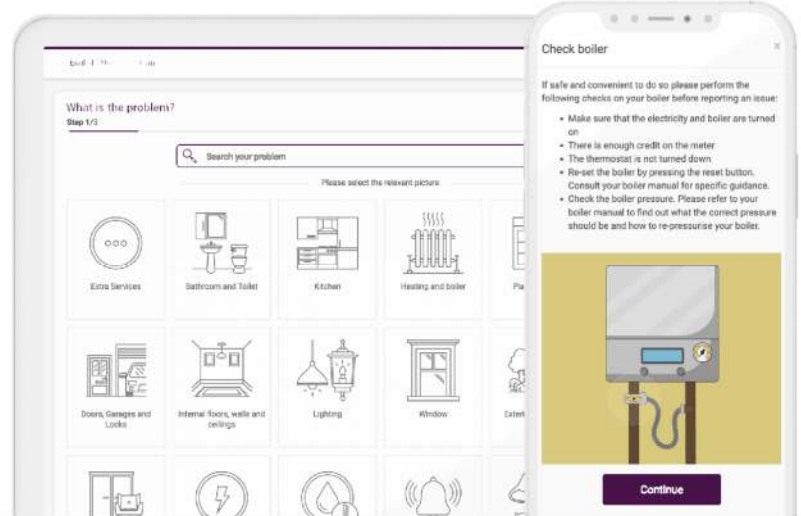 What is the problem?
Step 1/3
Search your problem
Please select the relevant picture
Extra Services
Bathroom and Toilet
Kitchen
Heating and boiler
Doors, Garages and
Locks
Internal floors, walls and
ceilings
Lighting
Window
Check boiler
If safe and convenient to do so please perform the
following checks on your boiler before reporting an issue:
• Make sure that the electricity and boiler are turned
on
• There is enough credit on the meter
• The thermostat is not turned down
• Re-set the boiler by pressing the reset button.
Consult your boiler manual for specific guidance.
• Check the boiler pressure. Please refer to your
boiler manual to find out what the correct pressure
should be and how to re-pressurise your boiler.
Continue